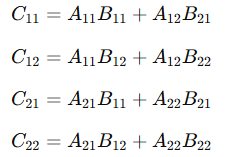 C₁₁ = A₁₁B₁₁ + A₁₂B₂₁
C₁₂ = A₁₁B₁₂ + A₁₂B₂₂
C₂₁ = A₂₁B₁₁ + A₂₂B₂₁
C₂₂ = A₂₁B₁₂ + A₂₂B₂₂